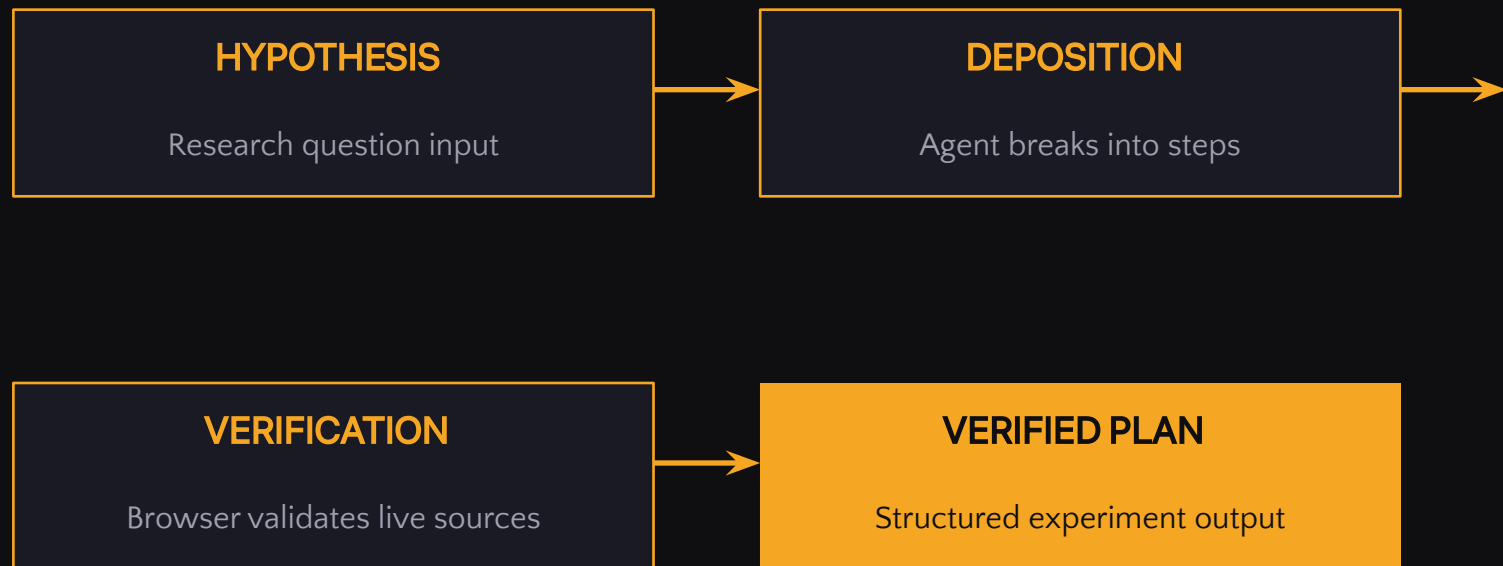 HYPOTHESIS
Research question input
DEPOSITION
Agent breaks into steps
VERIFICATION
Browser validates live sources
VERIFIED PLAN
Structured experiment output